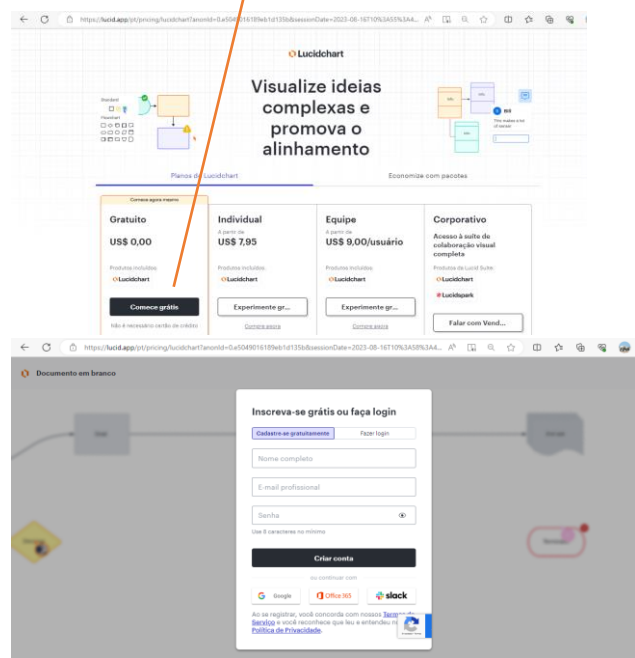 https://lucid.app/pt/pricing/lucidchart?anonId=0.e5049016189eb1d135b&sessionDate=2023-08-16T10%3A55%3A4...
Lucidchart
Visualize ideias
complexas e
promova o
alinhamento
Standard
Flowchart
Planos do Lucidchart
Economize com pacotes
Comece agora mesmo
Gratuito
US$ 0,00
Produtos incluídos:
Lucidchart
Comece grátis
Não é necessário cartão de crédito
Individual
A partir de
US$ 7,95
Produtos incluídos:
Lucidchart
Experimente gr...
Compre agora
Equipe
A partir de
US$ 9,00/usuário
Produtos incluídos:
Lucidchart
Experimente gr...
Compre agora
Corporativo
Acesso à suíte de
colaboração visual
completa
Produtos da Lucid Suite:
Lucidchart
Lucidspark
Falar com Vend...
https://lucid.app/pt/pricing/lucidchart?anonId=0.e5049016189eb1d135b&sessionDate=2023-08-16T10%3A58%3A4...
Documento em branco
Inscreva-se grátis ou faça login
Cadastre-se gratuitamente
Fazer login
Nome completo
E-mail profissional
Senha
Use 8 caracteres no mínimo
Criar conta
ou continuar com
Google
Office 365
slack
Ao se registrar, você concorda com nossos Termos de
Serviço e você reconhece que leu e entendeu n
Política de Privacidade.